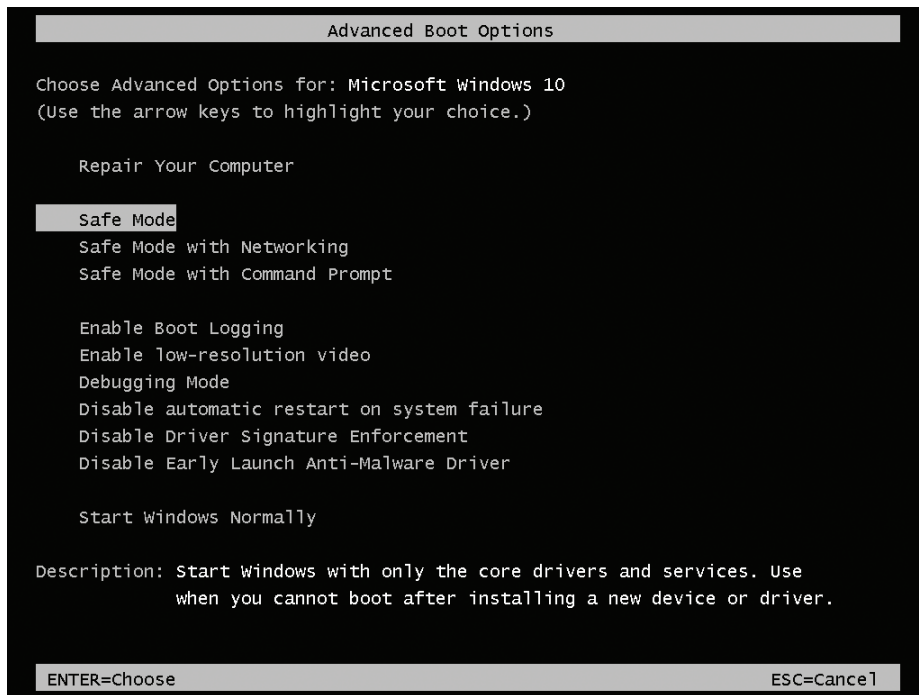 Advanced Boot Options
Choose Advanced Options for: Microsoft Windows 10
(Use the arrow keys to highlight your choice.)
Repair Your Computer
Safe Mode
Safe Mode with Networking
Safe Mode with Command Prompt
Enable Boot Logging
Enable low-resolution video
Debugging Mode
Disable automatic restart on system failure
Disable Driver Signature Enforcement
Disable Early Launch Anti-Malware Driver
Start Windows Normally
Description: Start Windows with only the core drivers and services. Use
when you cannot boot after installing a new device or driver.
ENTER=Choose ESC=Cancel